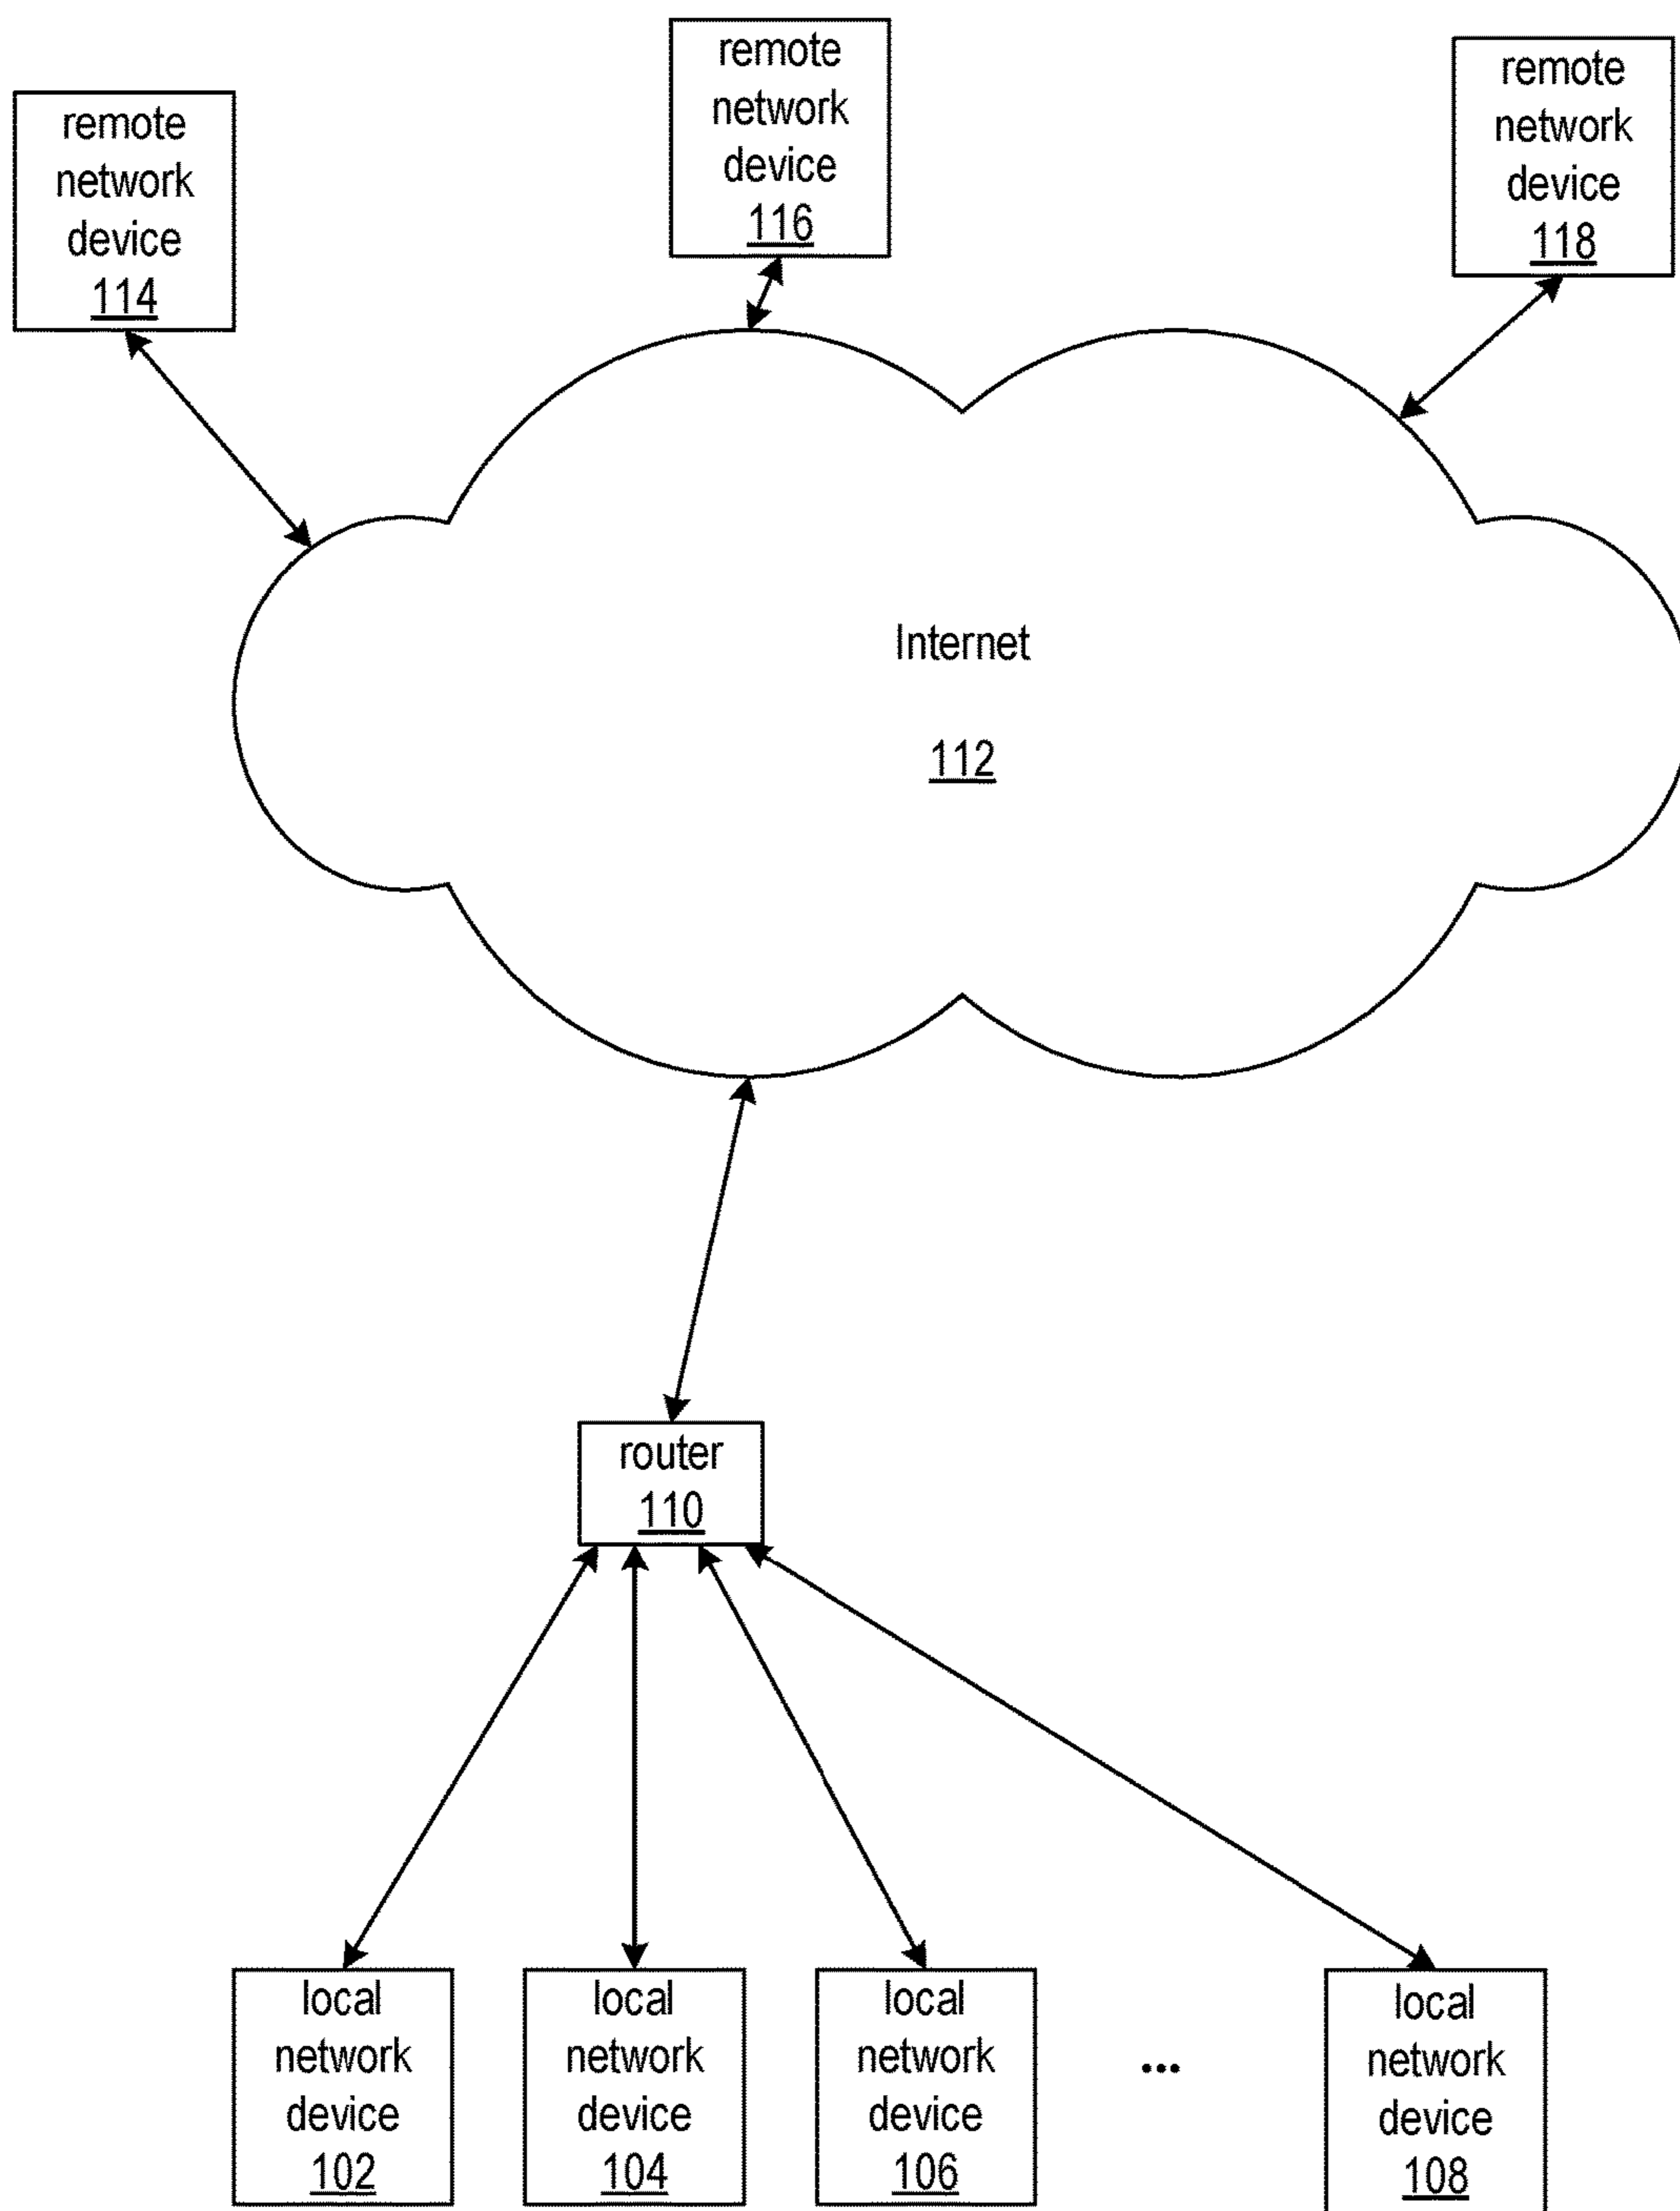 remote
network
device
114
remote
network
device
116
remote
network
device
118
Internet
112
router
110
local
network
device
102
local
network
device
104
local
network
device
106
...
local
network
device
108